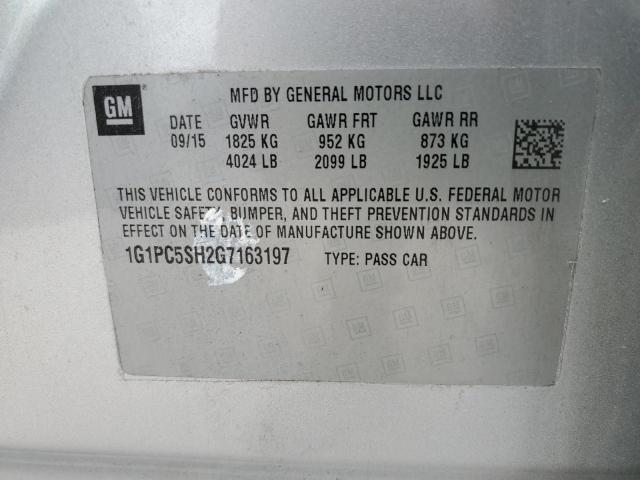 GM
MFD BY GENERAL MOTORS LLC
DATE GVWR GAWR FRT GAWR RR
09/15 1825 KG 952 KG 873 KG
4024 LB 2099 LB 1925 LB
THIS VEHICLE CONFORMS TO ALL APPLICABLE U.S. FEDERAL MOTOR
VEHICLE SAFETY, BUMPER, AND THEFT PREVENTION STANDARDS IN
EFFECT ON THE DATE OF MANUFACTURE SHOWN ABOVE.
1G1PC5SH2G7163197 TYPE: PASS CAR